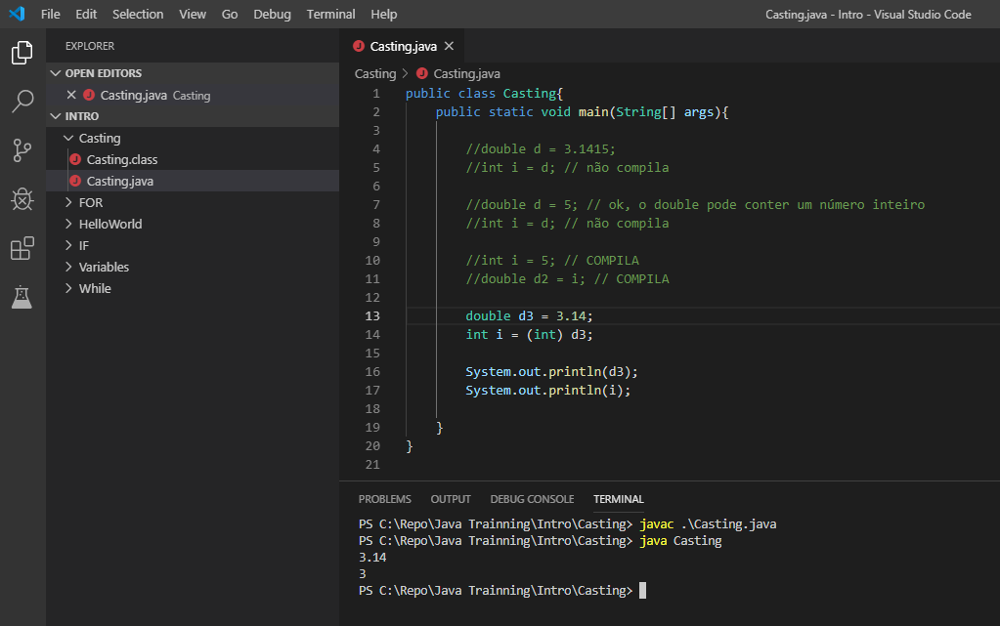 File Edit Selection View Go Debug Terminal Help Casting.java - Intro - Visual Studio Code
EXPLORER
OPEN EDITORS
Casting.java Casting
INTRO
Casting
Casting.class
Casting.java
FOR
HelloWorld
IF
Variables
While
Casting.java
Casting > Casting.java
1 public class Casting{
2 public static void main(String[] args){
3
4 //double d = 3.1415;
5 //int i = d; // não compila
6
7 //double d = 5; // ok, o double pode conter um número inteiro
8 //int i = d; // não compila
9
10 //int i = 5; // COMPILA
11 //double d2 = i; // COMPILA
12
13 double d3 = 3.14;
14 int i = (int) d3;
15
16 System.out.println(d3);
17 System.out.println(i);
18
19 }
20 }
21
PROBLEMS OUTPUT DEBUG CONSOLE TERMINAL
PS C:\Repo\Java Trainning\Intro\Casting> javac .\Casting.java
PS C:\Repo\Java Trainning\Intro\Casting> java Casting
3.14
3
PS C:\Repo\Java Trainning\Intro\Casting>